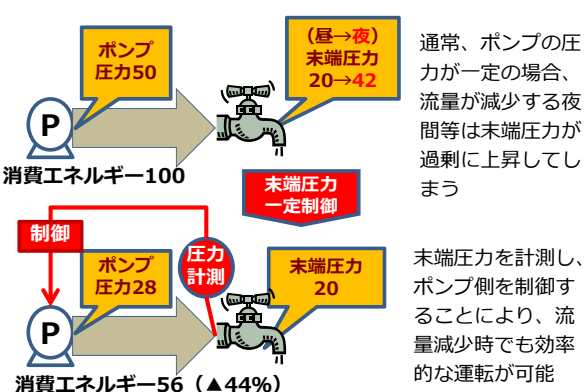 ポンプ
圧力50
(昼→夜)
末端圧力
20→42
P
消費エネルギー100
通常、ポンプの圧
力が一定の場合、
流量が減少する夜
間等は末端圧力が
過剰に上昇してし
まう
末端圧力
一定制御
制御
ポンプ
圧力28
圧力
計測
末端圧力
20
P
消費エネルギー56(▲44%)
末端圧力を計測し、
ポンプ側を制御す
ることにより、流
量減少時でも効率
的な運転が可能